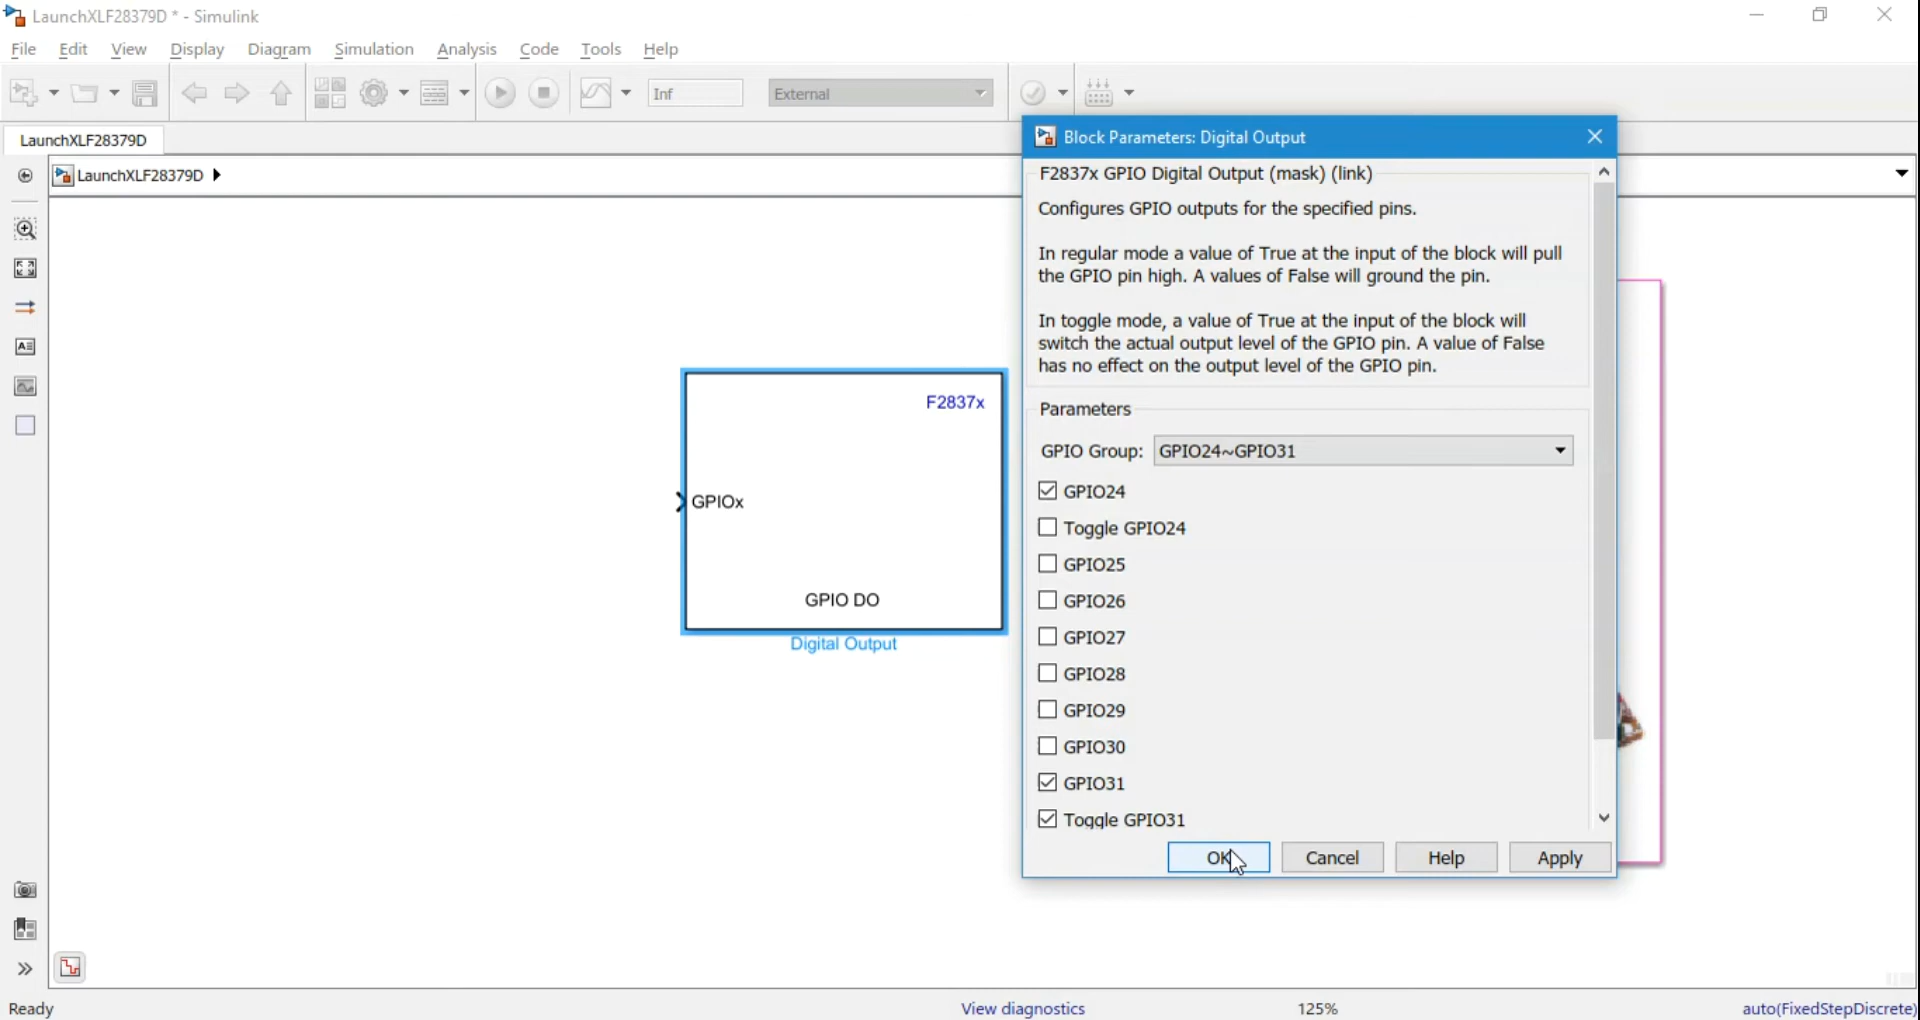 LaunchXLF28379D * - Simulink
File Edit View Display Diagram Simulation Analysis Code Tools Help
Inf External
LaunchXLF28379D
LaunchXLF28379D
F2837x
GPIOx
GPIO DO
Digital Output
Block Parameters: Digital Output
F2837x GPIO Digital Output (mask) (link)
Configures GPIO outputs for the specified pins.
In regular mode a value of True at the input of the block will pull
the GPIO pin high. A values of False will ground the pin.
In toggle mode, a value of True at the input of the block will
switch the actual output level of the GPIO pin. A value of False
has no effect on the output level of the GPIO pin.
Parameters
GPIO Group: GPIO24~GPIO31
GPIO24
Toggle GPIO24
GPIO25
GPIO26
GPIO27
GPIO28
GPIO29
GPIO30
GPIO31
Toggle GPIO31
OK Cancel Help Apply
Ready View diagnostics 125% auto(FixedStepDiscrete)